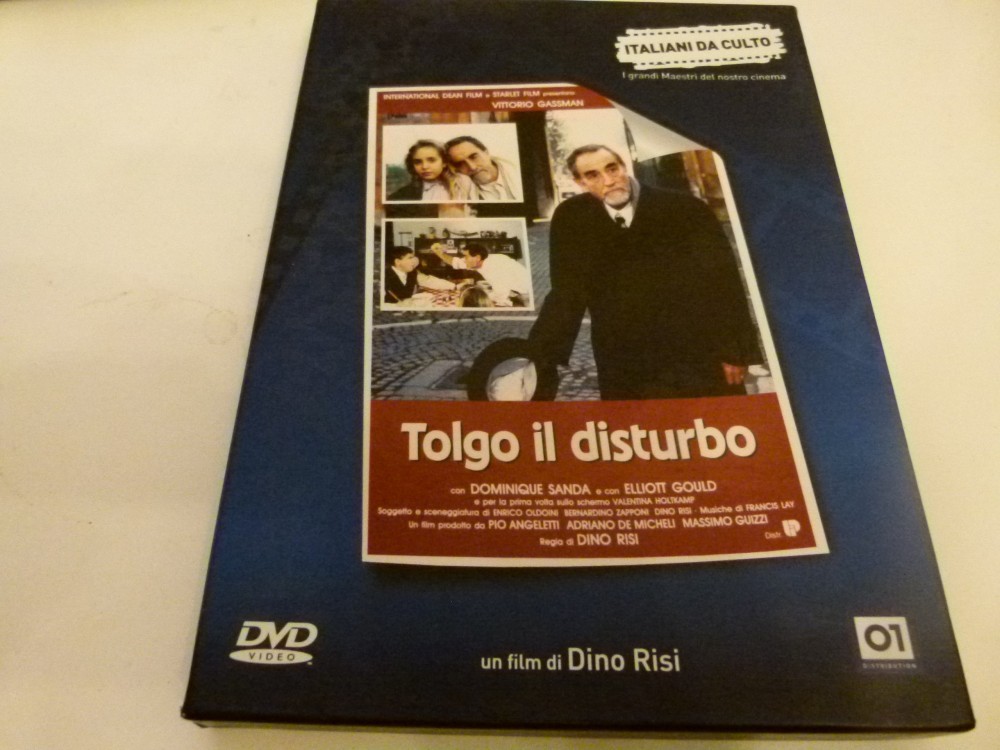 ITALIANI DA CULTO
I grandi Maestri del nostro cinema
INTERNATIONAL DEAN FILM e STARLET FILM presentano
VITTORIO GASSMAN
Tolgo il disturbo
con DOMINIQUE SANDA e con ELLIOTT GOULD
e per la prima volta sullo schermo VALENTINA HOLTKAMP
Soggetto e sceneggiatura di ENRICO OLDOINI BERNARDINO ZAPPONI DINO RISI - Musiche di FRANCIS LAY
Un film prodotto da PIO ANGELETTI ADRIANO DE MICHELI MASSIMO GUIZZI
Regia di DINO RISI
Distr.
DVD
VIDEO
un film di Dino Risi
01
DISTRIBUTION